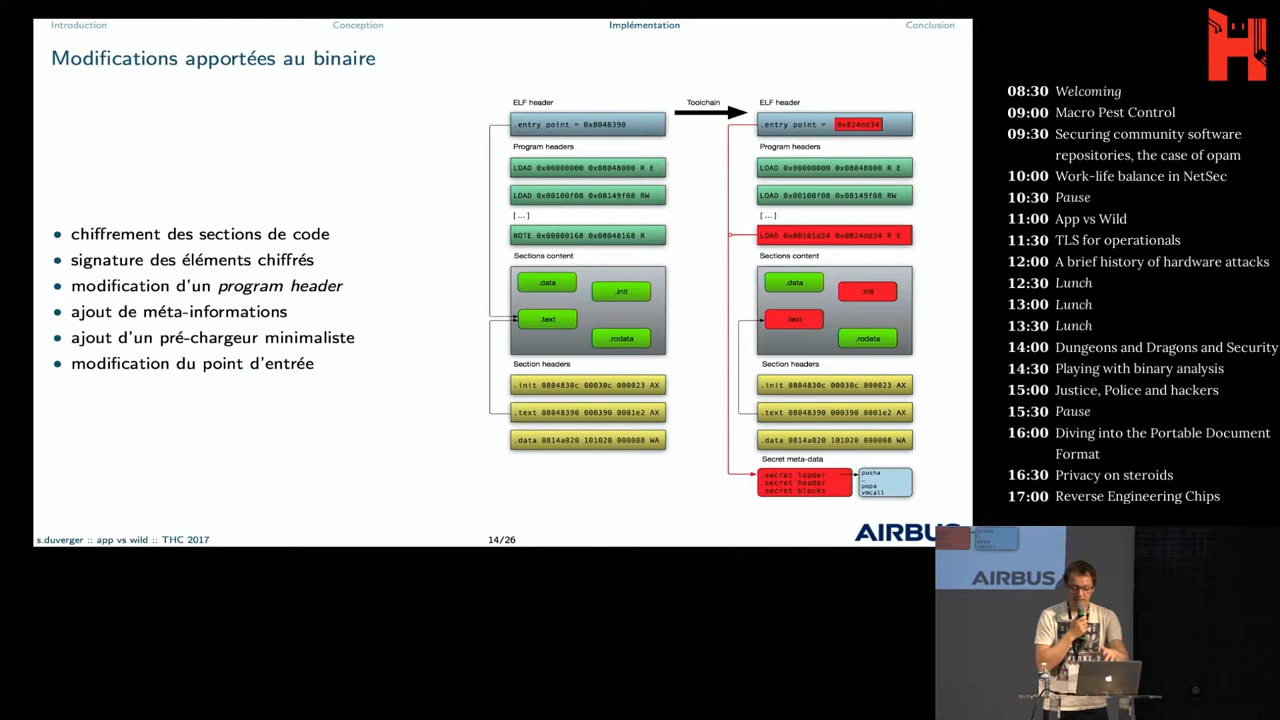 Introduction
Conception
Implémentation
Conclusion
Modifications apportées au binaire
• chiffrement des sections de code
• signature des éléments chiffrés
• modification d'un program header
• ajout de méta-informations
• ajout d'un pré-chargeur minimaliste
• modification du point d'entrée
ELF header
.entry point = 0x8048390
Program headers
LOAD 0x00000000 0x08048000 R E
LOAD 0x00100f08 0x08149f08 RW
[...]
NOTE 0x00000168 0x08048168 R
Sections content
.data
.init
.text
.rodata
Section headers
.init 0804830c 00030c 000023 AX
.text 08048390 000390 0001e2 AX
.data 0814a020 101020 000008 WA
Toolchain
ELF header
.entry point = 0x824dd34
Program headers
LOAD 0x00000000 0x08048000 R E
LOAD 0x00100f08 0x08149f08 RW
[...]
LOAD 0x00101d34 0x0824dd34 R E
Sections content
.data
.init
.text
.rodata
Section headers
.init 0804830c 00030c 000023 AX
.text 08048390 000390 0001e2 AX
.data 0814a020 101020 000008 WA
Secret meta-data
.secret loader
.secret header
.secret blocks
pusha
…
popa
vmcall
AIRBUS
s.duverger :: app vs wild :: THC 2017
14/26
08:30 Welcoming
09:00 Macro Pest Control
09:30 Securing community software
repositories, the case of opam
10:00 Work-life balance in NetSec
10:30 Pause
11:00 App vs Wild
11:30 TLS for operationals
12:00 A brief history of hardware attacks
12:30 Lunch
13:00 Lunch
13:30 Lunch
14:00 Dungeons and Dragons and Security
14:30 Playing with binary analysis
15:00 Justice, Police and hackers
15:30 Pause
16:00 Diving into the Portable Document
Format
16:30 Privacy on steroids
17:00 Reverse Engineering Chips
popa
vmcall
AIRBUS